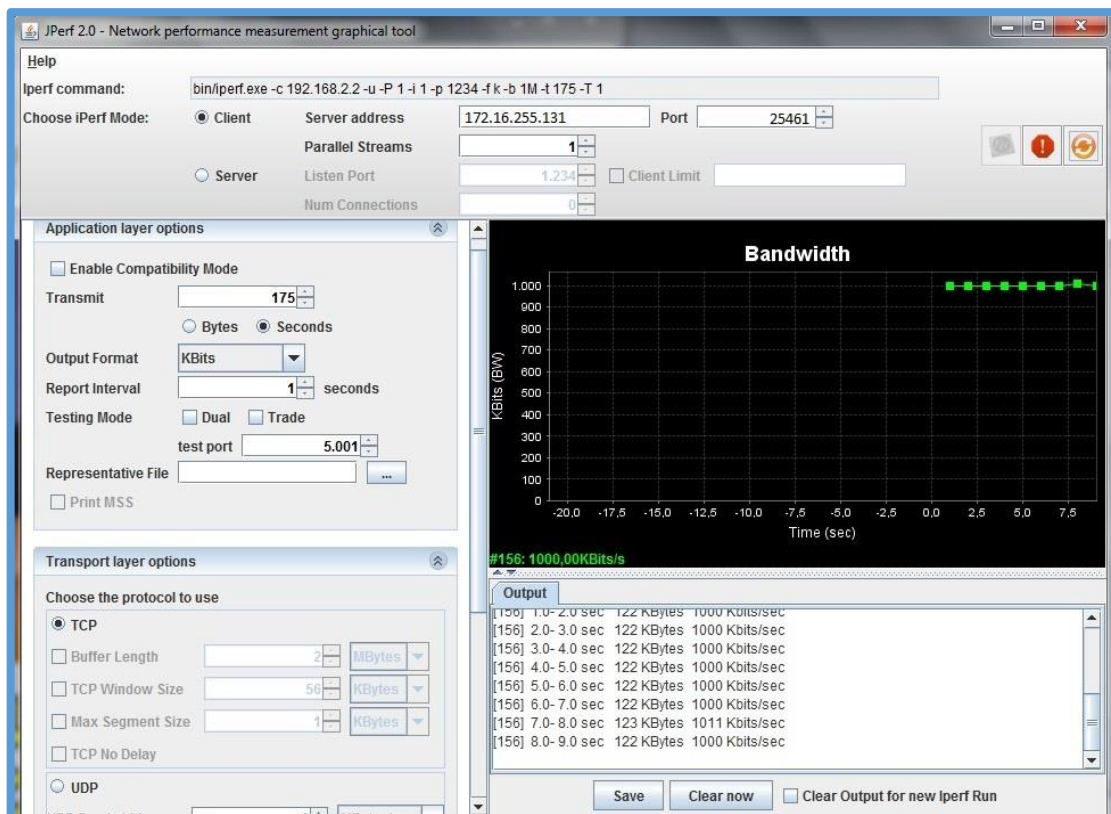 JPerf 2.0 - Network performance measurement graphical tool
Help
Iperf command: bin/iperf.exe -c 192.168.2.2 -u -P 1 -i 1 -p 1234 -f k -b 1M -t 175 -T 1
Choose iPerf Mode: Client Server address 172.16.255.131 Port 25461
Parallel Streams 1
Server Listen Port 1.234 Client Limit
Num Connections 0
Application layer options
Enable Compatibility Mode
Transmit 175
Bytes Seconds
Output Format KBits
Report Interval 1 seconds
Testing Mode Dual Trade
test port 5.001
Representative File ...
Print MSS
Transport layer options
Choose the protocol to use
TCP
Buffer Length 2 MBytes
TCP Window Size 56 KBytes
Max Segment Size 1 KBytes
TCP No Delay
UDP
Bandwidth
KBits (BW)
1.000
900
800
700
600
500
400
300
200
100
0
-20,0 -17,5 -15,0 -12,5 -10,0 -7,5 -5,0 -2,5 0,0 2,5 5,0 7,5
Time (sec)
#156: 1000,00KBits/s
Output
[156] 1.0- 2.0 sec 122 KBytes 1000 Kbits/sec
[156] 2.0- 3.0 sec 122 KBytes 1000 Kbits/sec
[156] 3.0- 4.0 sec 122 KBytes 1000 Kbits/sec
[156] 4.0- 5.0 sec 122 KBytes 1000 Kbits/sec
[156] 5.0- 6.0 sec 122 KBytes 1000 Kbits/sec
[156] 6.0- 7.0 sec 122 KBytes 1000 Kbits/sec
[156] 7.0- 8.0 sec 123 KBytes 1011 Kbits/sec
[156] 8.0- 9.0 sec 122 KBytes 1000 Kbits/sec
Save Clear now Clear Output for new Iperf Run